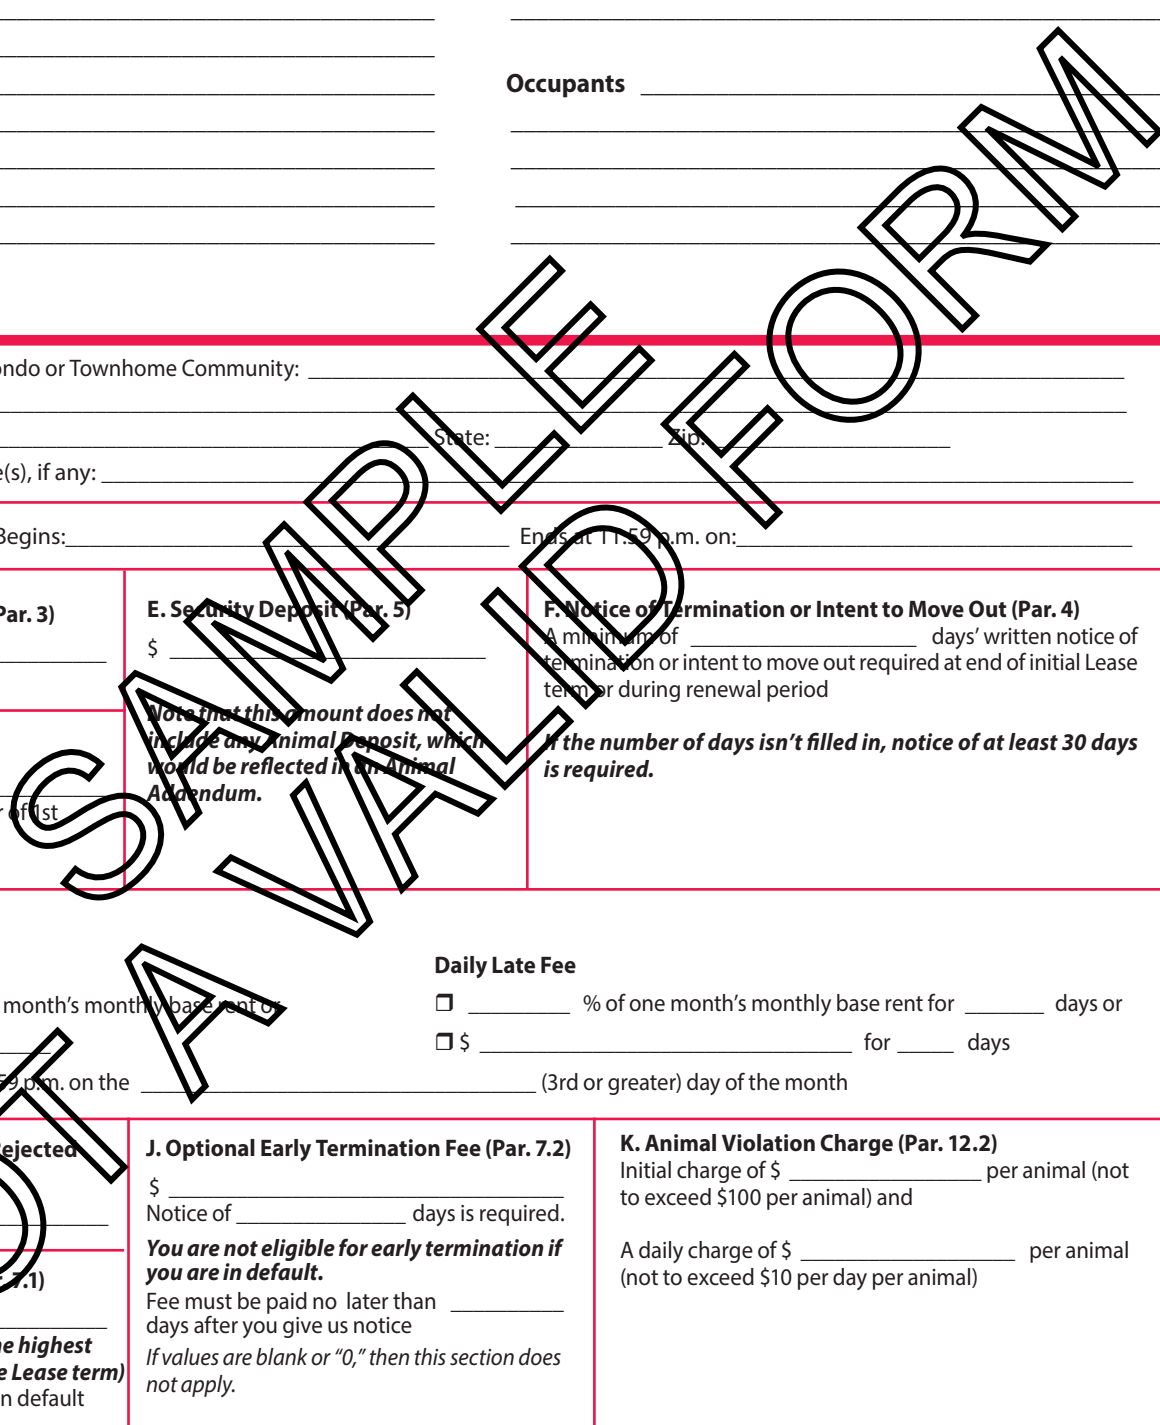 Occupants
ondo or Townhome Community:
State: Zip:
e(s), if any:
Begins: Ends at 11:59 p.m. on:
Par. 3)
E. Security Deposit (Par. 5)
$
Note that this amount does not
include any Animal Deposit, which
would be reflected in an Animal
Addendum.
F. Notice of Termination or Intent to Move Out (Par. 4)
A minimum of days’ written notice of
termination or intent to move out required at end of initial Lease
term or during renewal period
If the number of days isn’t filled in, notice of at least 30 days
is required.
r of 1st
Daily Late Fee
month’s monthly base rent or
❒ % of one month’s monthly base rent for days or
❒ $ for days
59 p.m. on the (3rd or greater) day of the month
Rejected
. 7.1)
he highest
e Lease term)
n default
J. Optional Early Termination Fee (Par. 7.2)
$
Notice of days is required.
You are not eligible for early termination if
you are in default.
Fee must be paid no later than
days after you give us notice
If values are blank or “0,” then this section does
not apply.
K. Animal Violation Charge (Par. 12.2)
Initial charge of $ per animal (not
to exceed $100 per animal) and
A daily charge of $ per animal
(not to exceed $10 per day per animal)
SAMPLE
OT A VALID FORM